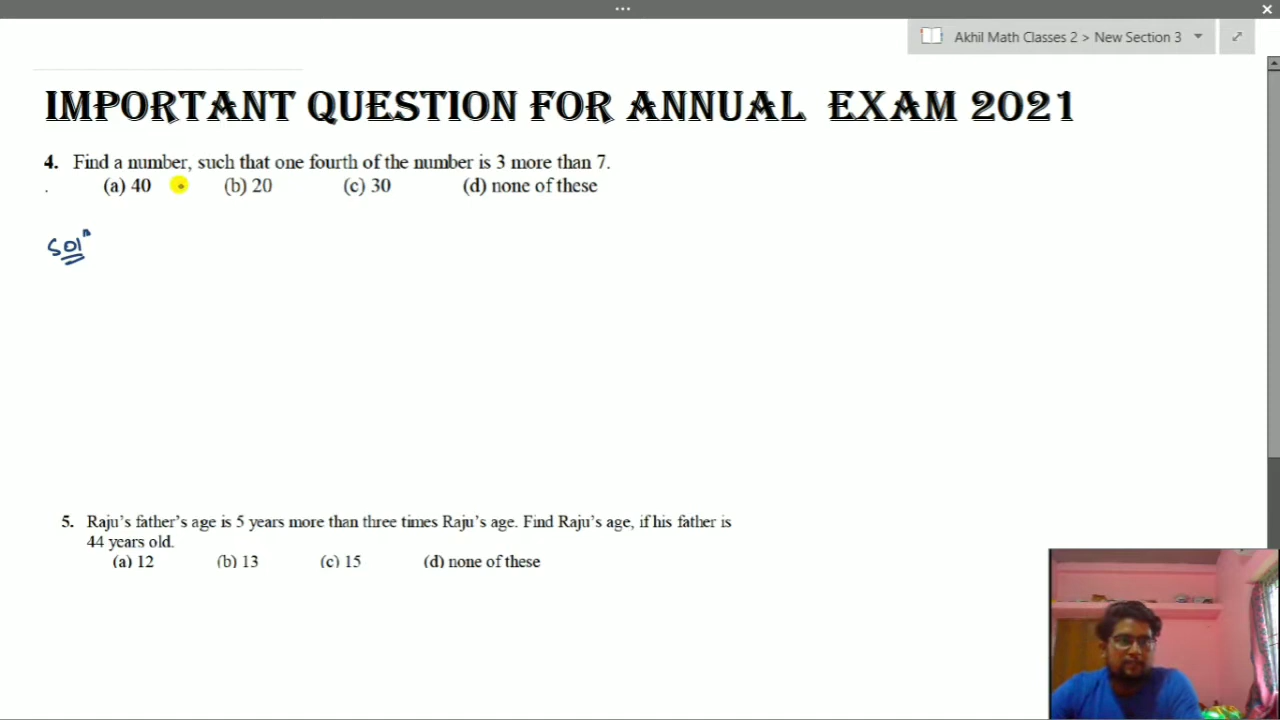 ...
Akhil Math Classes 2 > New Section 3
IMPORTANT QUESTION FOR ANNUAL EXAM 2021
4. Find a number, such that one fourth of the number is 3 more than 7.
. (a) 40 (b) 20 (c) 30 (d) none of these
Solⁿ
5. Raju's father's age is 5 years more than three times Raju's age. Find Raju's age, if his father is
44 years old.
(a) 12 (b) 13 (c) 15 (d) none of these